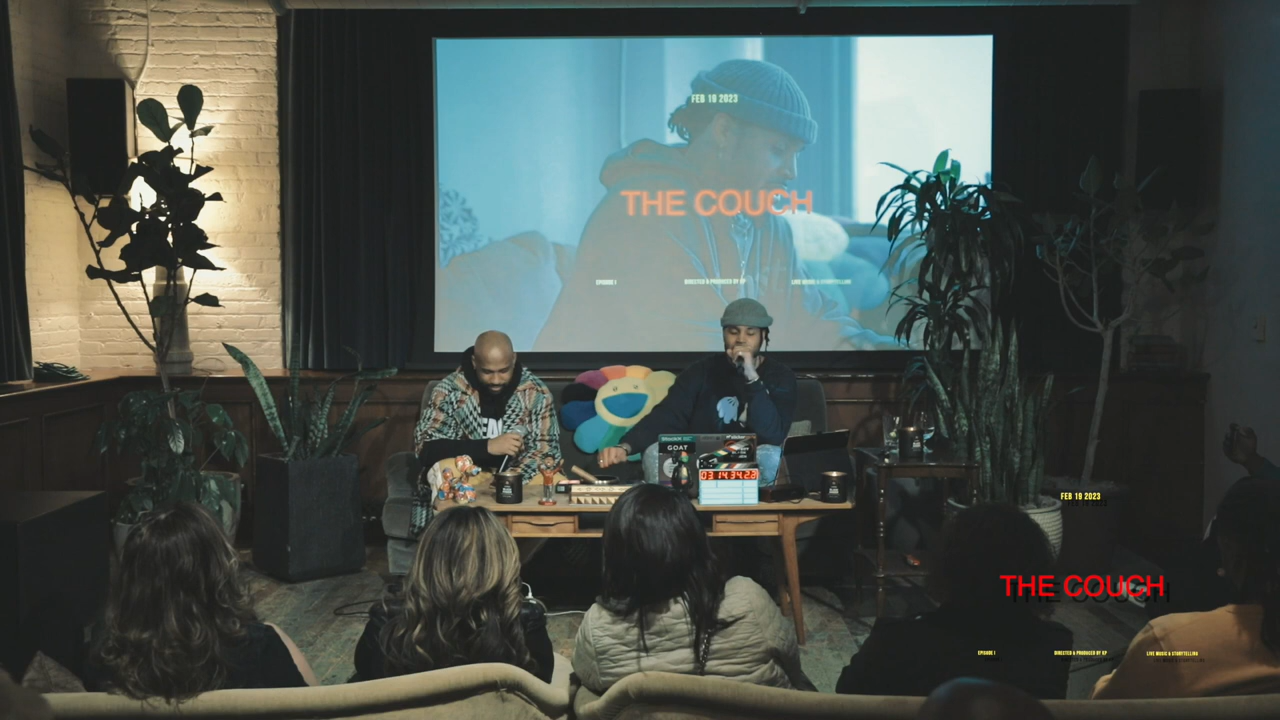 FEB 19 2023
THE COUCH
EPISODE I
DIRECTED & PRODUCED BY KP
LIVE MUSIC & STORYTELLING
GOAT
FEB 19 2023
THE COUCH
EPISODE I
DIRECTED & PRODUCED BY KP
LIVE MUSIC & STORYTELLING